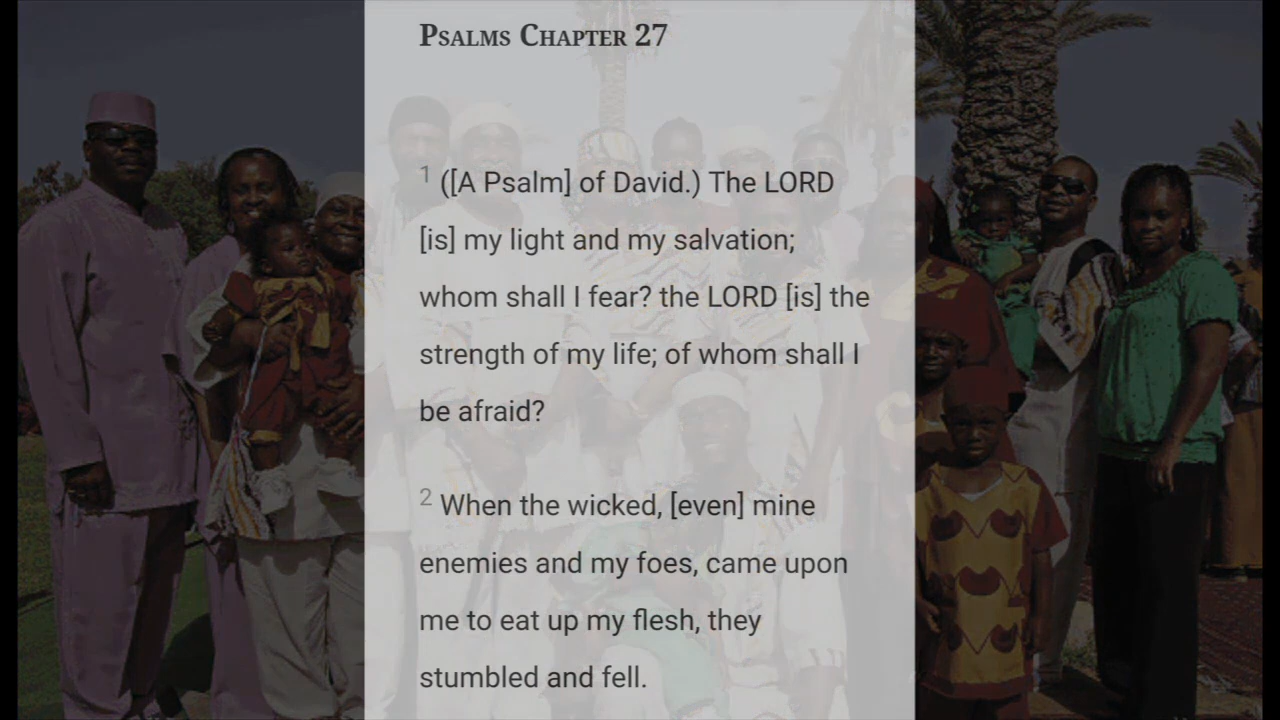 Psalms Chapter 27
1 ([A Psalm] of David.) The LORD
[is] my light and my salvation;
whom shall I fear? the LORD [is] the
strength of my life; of whom shall I
be afraid?
2 When the wicked, [even] mine
enemies and my foes, came upon
me to eat up my flesh, they
stumbled and fell.